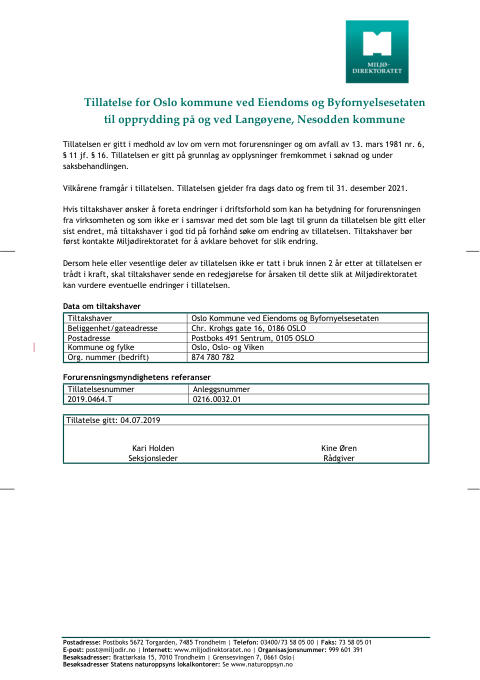 MILJØ-
DIREKTORATET
Tillatelse for Oslo kommune ved Eiendoms og Byfornyelsesetaten
til opprydding på og ved Langøyene, Nesodden kommune
Tillatelsen er gitt i medhold av lov om vern mot forurensninger og om avfall av 13. mars 1981 nr. 6,
§ 11 jf. § 16. Tillatelsen er gitt på grunnlag av opplysninger fremkommet i søknad og under
saksbehandlingen.
Vilkårene framgår i tillatelsen. Tillatelsen gjelder fra dags dato og frem til 31. desember 2021.
Hvis tiltakshaver ønsker å foreta endringer i driftsforhold som kan ha betydning for forurensningen
fra virksomheten og som ikke er i samsvar med det som ble lagt til grunn da tillatelsen ble gitt eller
sist endret, må tiltakshaver i god tid på forhånd søke om endring av tillatelsen. Tiltakshaver bør
først kontakte Miljødirektoratet for å avklare behovet for slik endring.
Dersom hele eller vesentlige deler av tillatelsen ikke er tatt i bruk innen 2 år etter at tillatelsen er
trådt i kraft, skal tiltakshaver sende en redegjørelse for årsaken til dette slik at Miljødirektoratet
kan vurdere eventuelle endringer i tillatelsen.
Data om tiltakshaver
Tiltakshaver Oslo Kommune ved Eiendoms og Byfornyelsesetaten
Beliggenhet/gateadresse Chr. Krohgs gate 16, 0186 OSLO
Postadresse Postboks 491 Sentrum, 0105 OSLO
Kommune og fylke Oslo, Oslo- og Viken
Org. nummer (bedrift) 874 780 782
Forurensningsmyndighetens referanser
Tillatelsesnummer Anleggsnummer
2019.0464.T 0216.0032.01
Tillatelse gitt: 04.07.2019
Kari Holden Kine Øren
Seksjonsleder Rådgiver
Postadresse: Postboks 5672 Torgarden, 7485 Trondheim | Telefon: 03400/73 58 05 00 | Faks: 73 58 05 01
E-post: post@miljodir.no | Internett: www.miljødirektoratet.no | Organisasjonsnummer: 999 601 391
Besøksadresser: Brattørkaia 15, 7010 Trondheim | Grensesvingen 7, 0661 Oslo|
Besøksadresser Statens naturoppsyns lokalkontorer: Se www.naturoppsyn.no